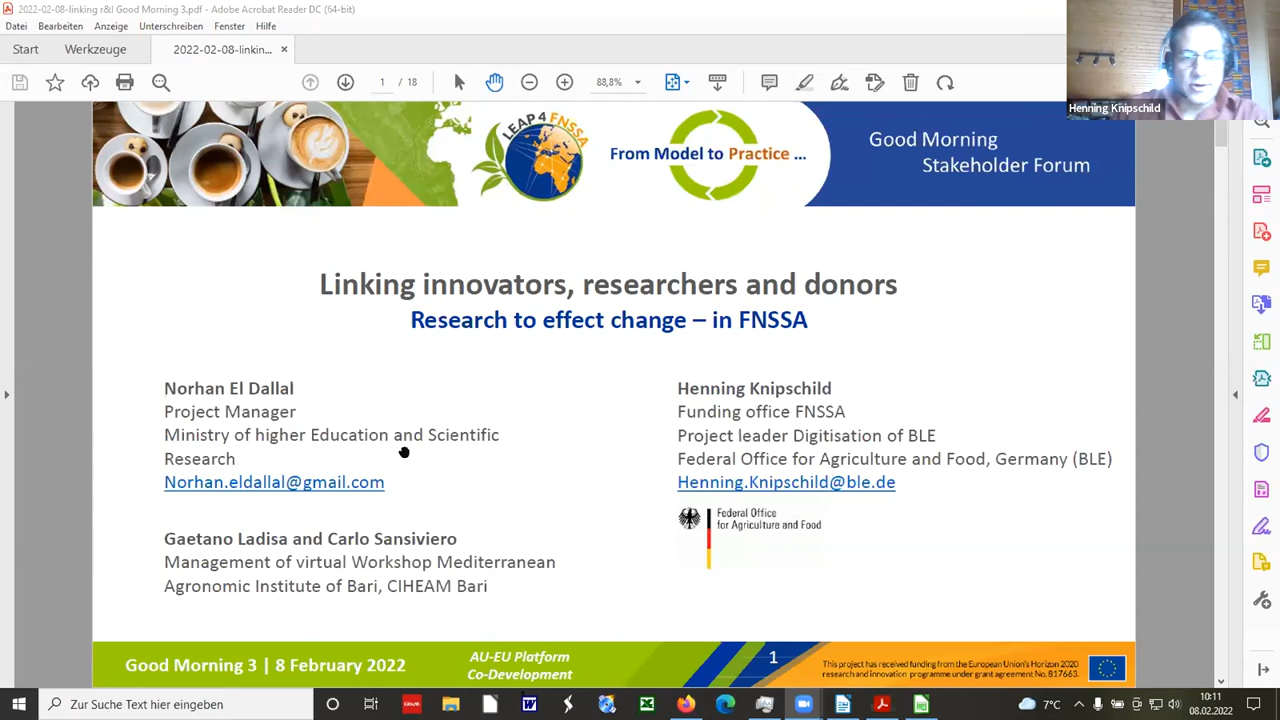 2022-02-08-linking r&I Good Morning 3.pdf - Adobe Acrobat Reader DC (64-bit)
Datei Bearbeiten Anzeige Unterschreiben Fenster Hilfe
Start Werkzeuge 2022-02-08-linkin... ×
1 / 18 88,8%
Henning Knipschild
LEAP 4 FNSSA
From Model to Practice ...
Good Morning
Stakeholder Forum
Linking innovators, researchers and donors
Research to effect change – in FNSSA
Norhan El Dallal
Project Manager
Ministry of higher Education and Scientific
Research
Norhan.eldallal@gmail.com
Gaetano Ladisa and Carlo Sansiviero
Management of virtual Workshop Mediterranean
Agronomic Institute of Bari, CIHEAM Bari
Henning Knipschild
Funding office FNSSA
Project leader Digitisation of BLE
Federal Office for Agriculture and Food, Germany (BLE)
Henning.Knipschild@ble.de
Federal Office
for Agriculture and Food
Good Morning 3 | 8 February 2022
AU-EU Platform
Co-Development
1
This project has received funding from the European Union's Horizon 2020
research and innovation programme under grant agreement No.817663.
Zur Suche Text hier eingeben
7°C
10:11
08.02.2022